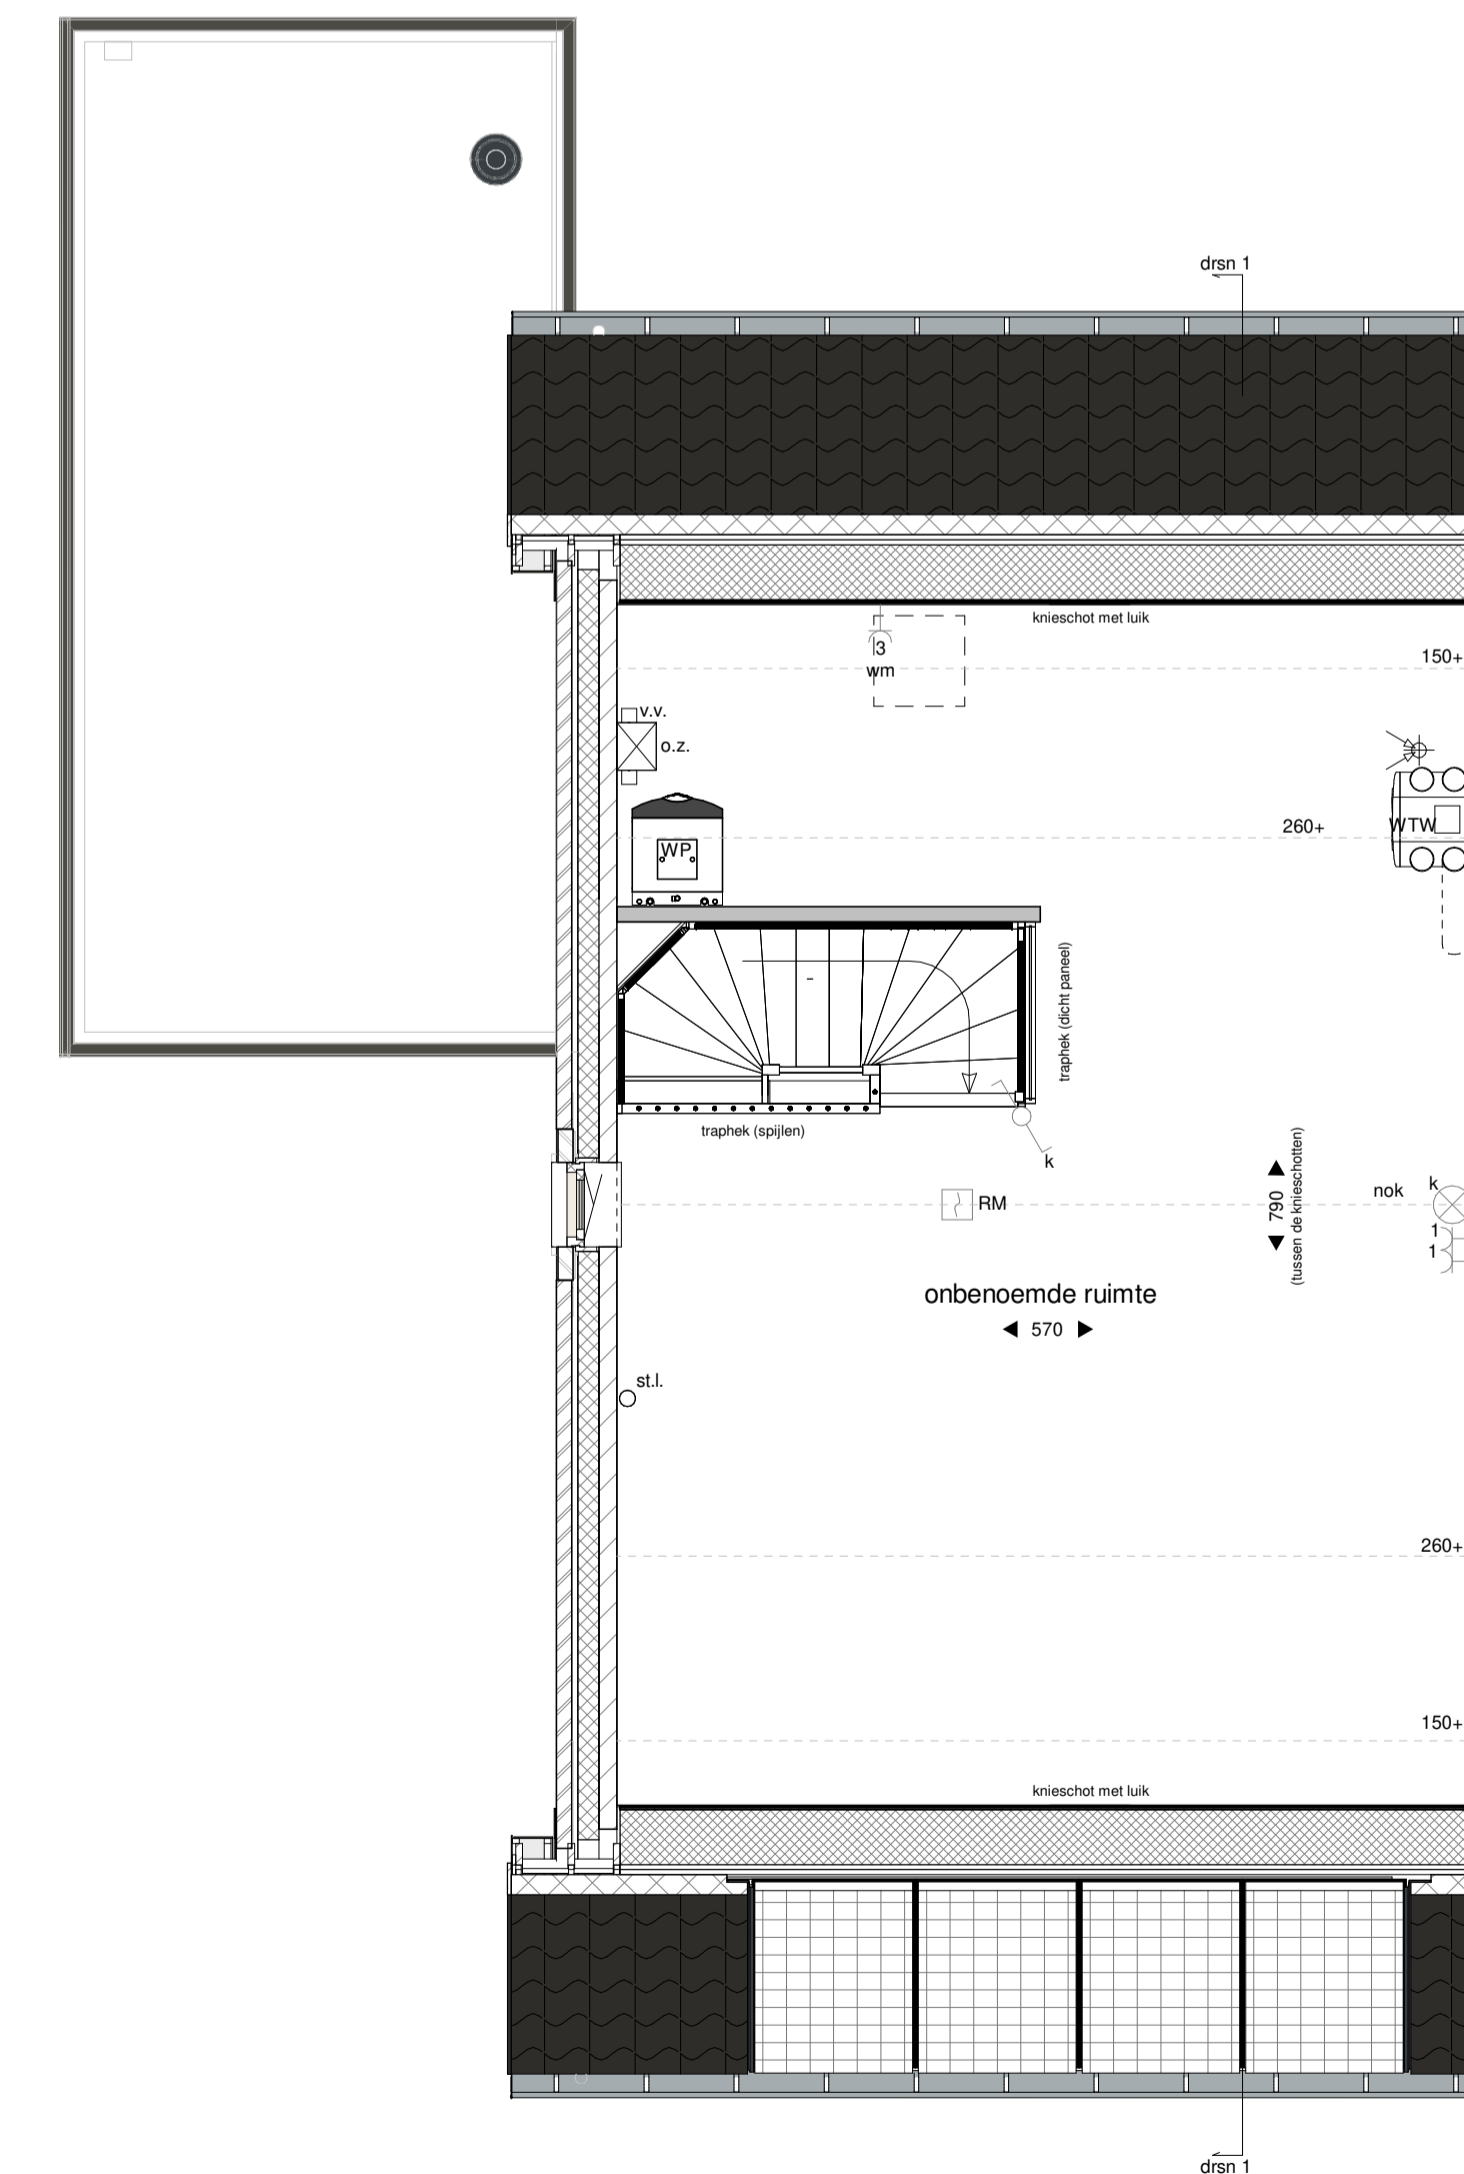 drsn 1
knieschot met luik
3
wm
150+
v.v.
o.z.
260+
WTW
WP
traphek (dicht paneel)
traphek (spijlen)
k
790
(tussen de knieschotten)
nok
k
RM
1
1
onbenoemde ruimte
570
st.l.
260+
150+
knieschot met luik
drsn 1